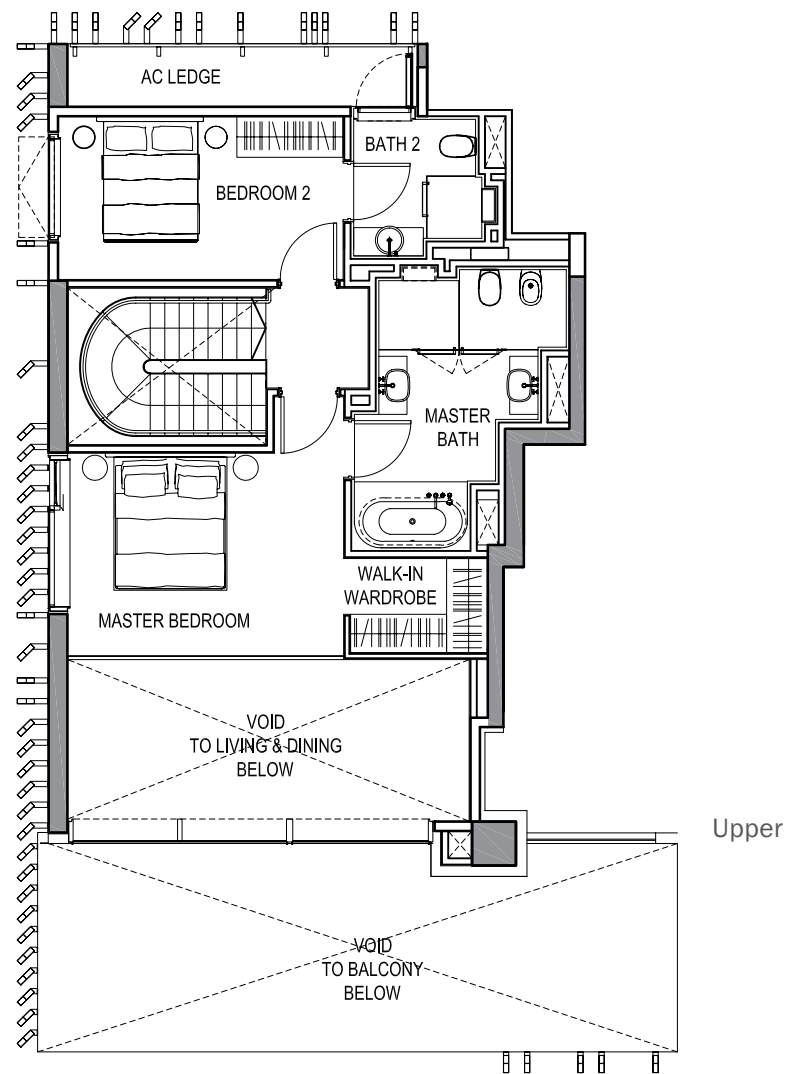 AC LEDGE
BATH 2
BEDROOM 2
MASTER
BATH
WALK-IN
WARDROBE
MASTER BEDROOM
VOID
TO LIVING & DINING
BELOW
Upper
VOID
TO BALCONY
BELOW